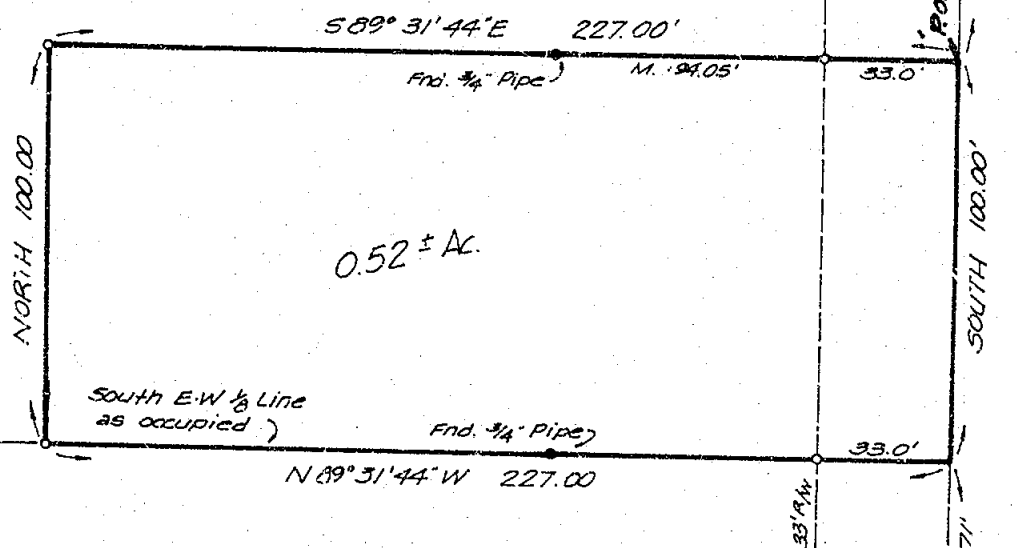 S 89° 31' 44" E 227.00'
P.O.
Fnd. 3/4" Pipe
M. 94.05'
33.0'
NORTH 100.00
SOUTH 100.00'
0.52 ± Ac.
South E-W 1/8 Line
as occupied
Fnd. 3/4" Pipe
33.0'
N 89° 31' 44" W 227.00
33' R/W
71'